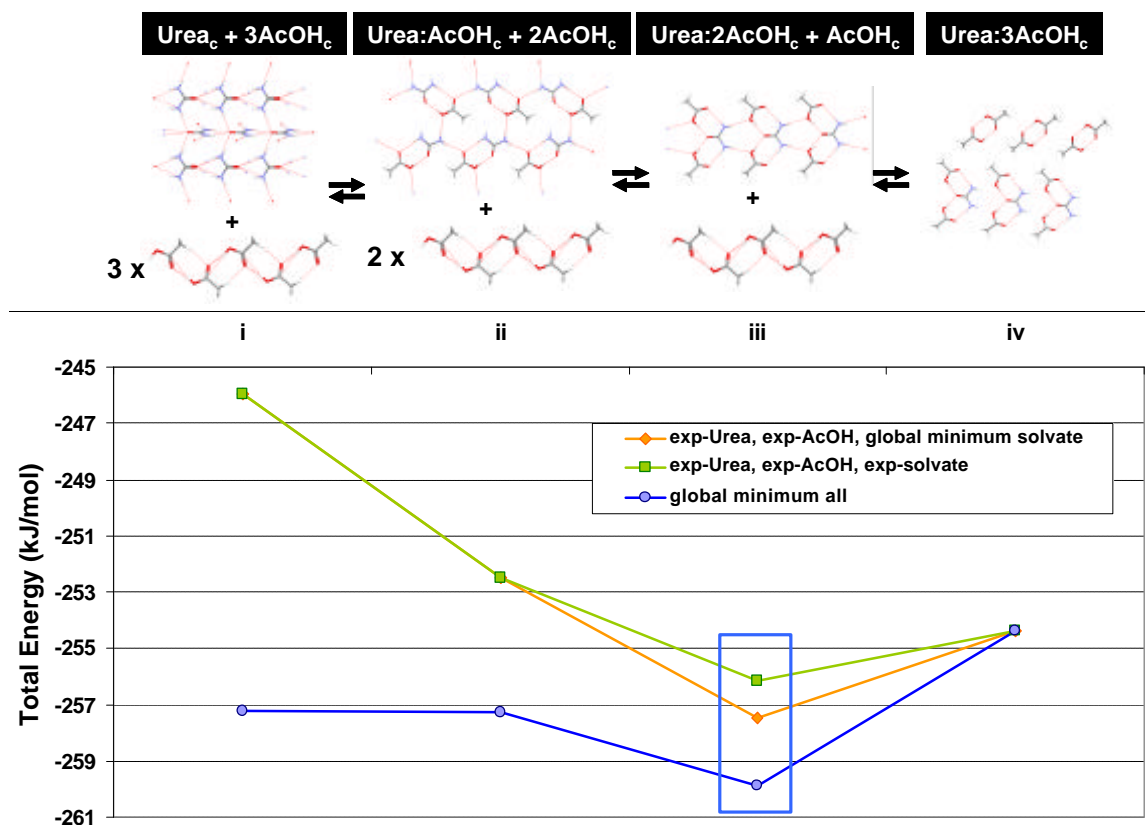 Urea_c + 3AcOH_c
Urea:AcOH_c + 2AcOH_c
Urea:2AcOH_c + AcOH_c
Urea:3AcOH_c
+
+
+
3 x
2 x
i
ii
iii
iv
-245
-247
-249
-251
-253
-255
-257
-259
-261
Total Energy (kJ/mol)
exp-Urea, exp-AcOH, global minimum solvate
exp-Urea, exp-AcOH, exp-solvate
global minimum all